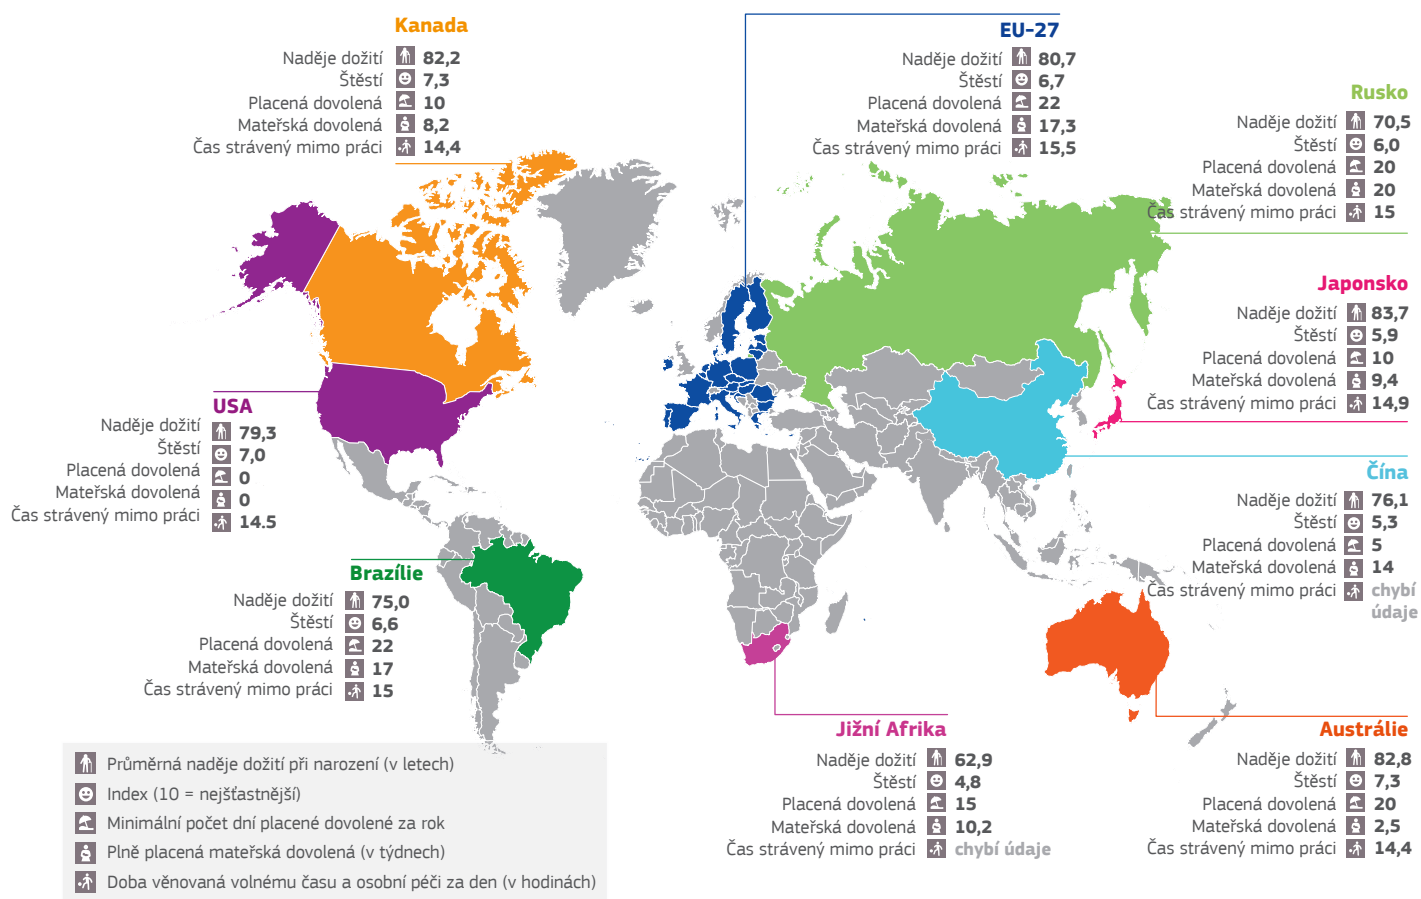 Kanada
Naděje dožití 82,2
Štěstí 7,3
Placená dovolená 10
Mateřská dovolená 8,2
Čas strávený mimo práci 14,4
EU-27
Naděje dožití 80,7
Štěstí 6,7
Placená dovolená 22
Mateřská dovolená 17,3
Čas strávený mimo práci 15,5
Rusko
Naděje dožití 70,5
Štěstí 6,0
Placená dovolená 20
Mateřská dovolená 20
Čas strávený mimo práci 15
Japonsko
Naděje dožití 83,7
Štěstí 5,9
Placená dovolená 10
Mateřská dovolená 9,4
Čas strávený mimo práci 14,9
USA
Naděje dožití 79,3
Štěstí 7,0
Placená dovolená 0
Mateřská dovolená 0
Čas strávený mimo práci 14.5
Čína
Naděje dožití 76,1
Štěstí 5,3
Placená dovolená 5
Mateřská dovolená 14
Čas strávený mimo práci chybí
údaje
Brazílie
Naděje dožití 75,0
Štěstí 6,6
Placená dovolená 22
Mateřská dovolená 17
Čas strávený mimo práci 15
Jižní Afrika
Naděje dožití 62,9
Štěstí 4,8
Placená dovolená 15
Mateřská dovolená 10,2
Čas strávený mimo práci chybí údaje
Austrálie
Naděje dožití 82,8
Štěstí 7,3
Placená dovolená 20
Mateřská dovolená 2,5
Čas strávený mimo práci 14,4
Průměrná naděje dožití při narození (v letech)
Index (10 = nejšťastnější)
Minimální počet dní placené dovolené za rok
Plně placená mateřská dovolená (v týdnech)
Doba věnovaná volnému času a osobní péči za den (v hodinách)